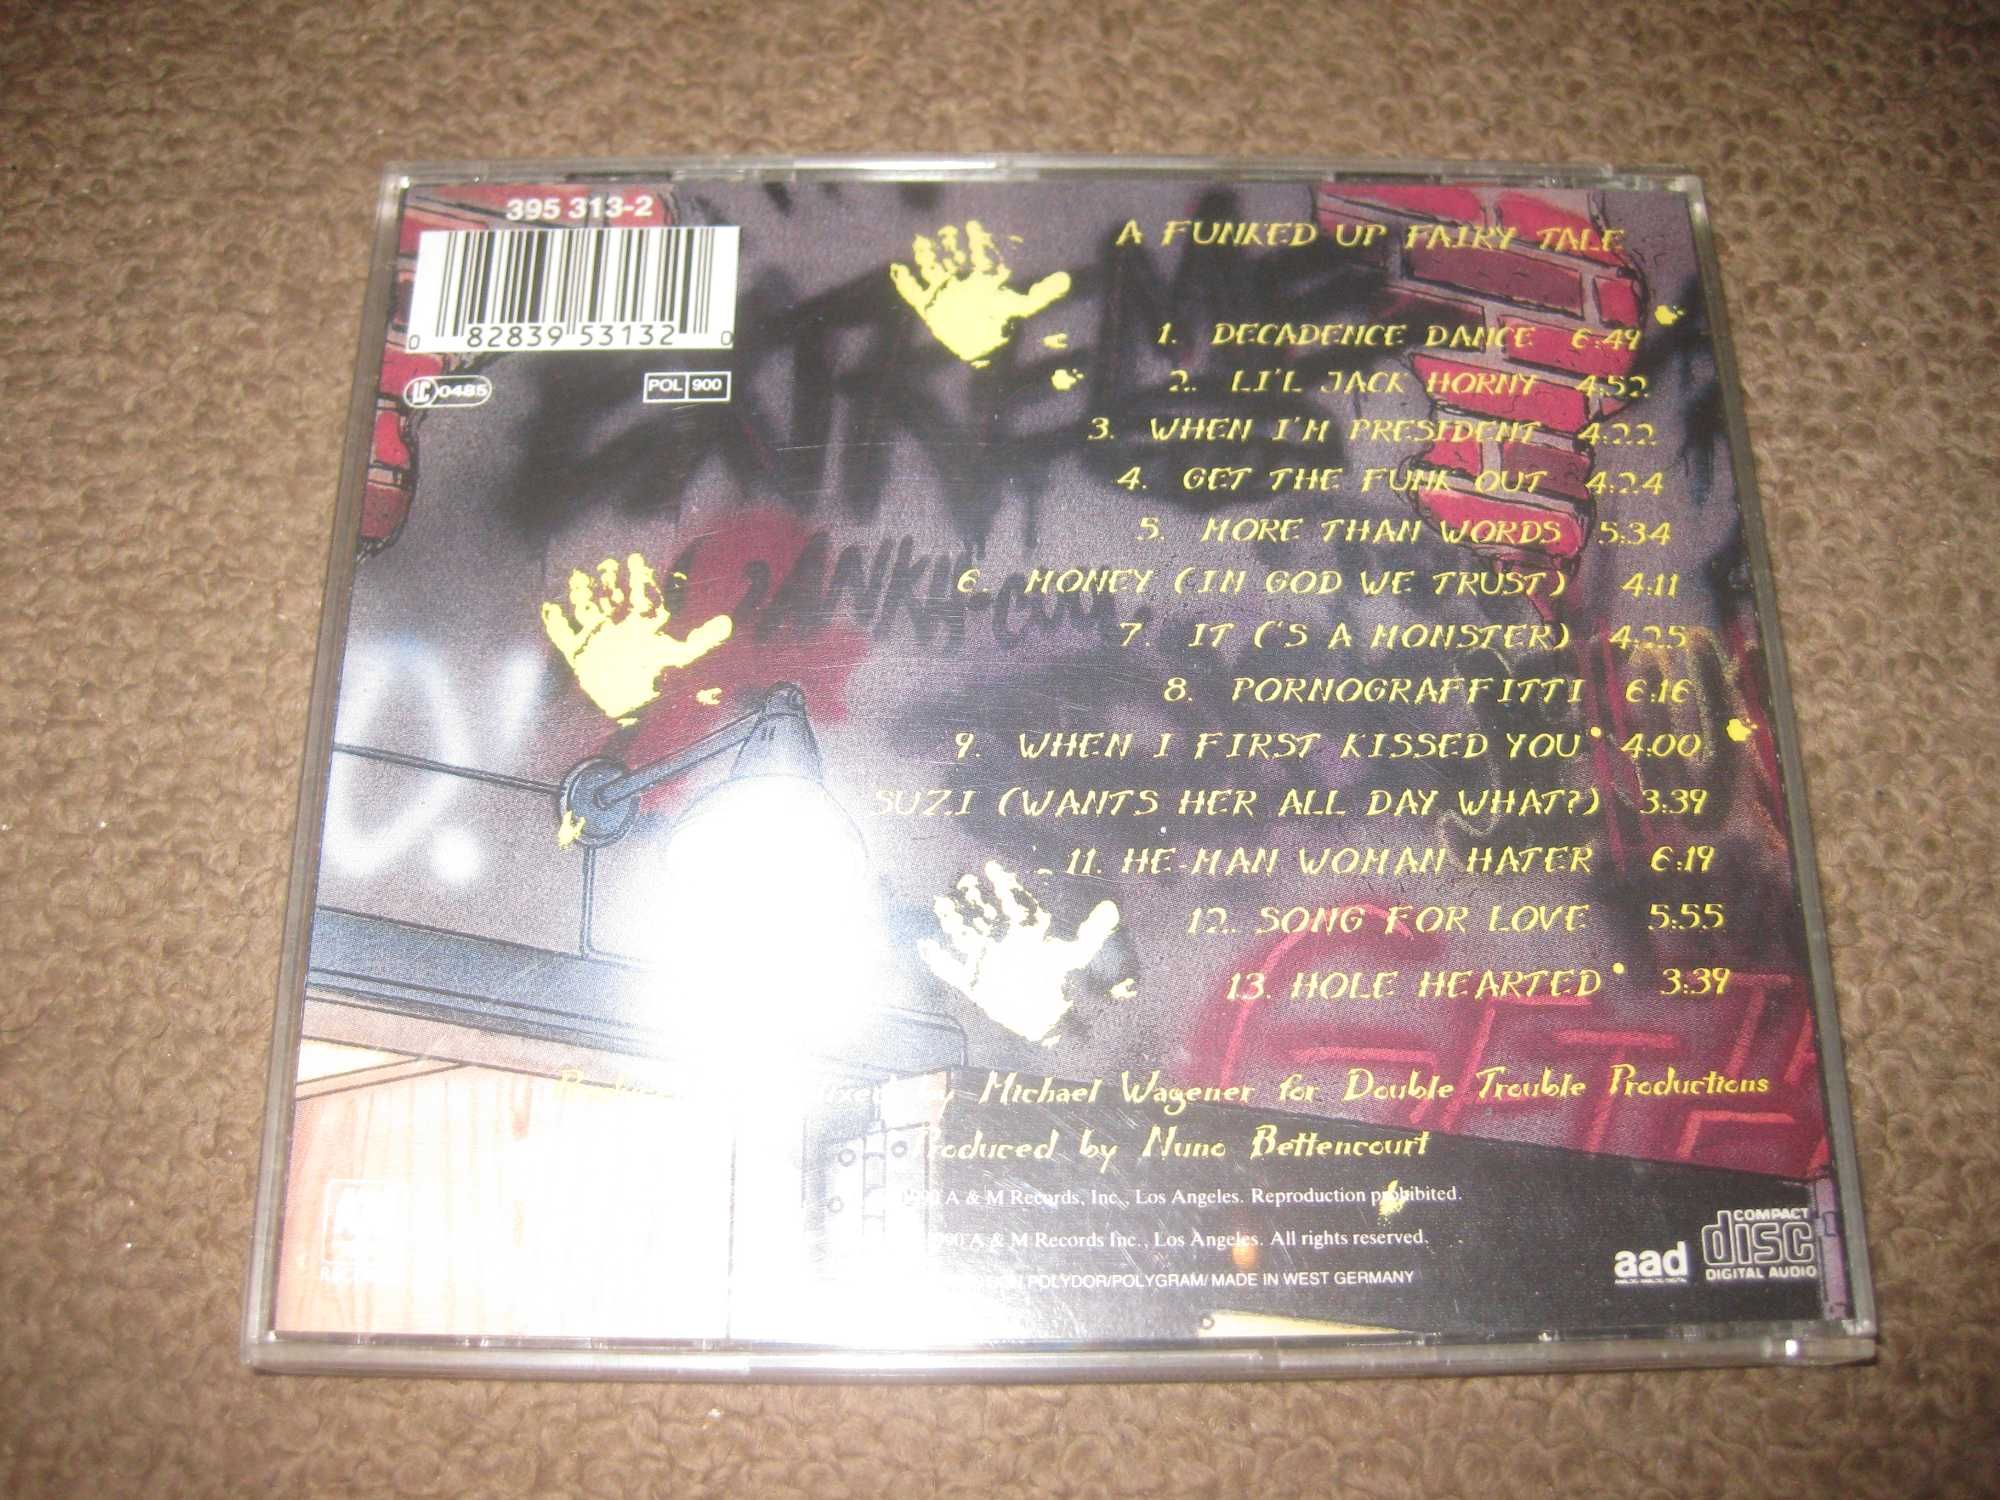 395 313-2
A FUNKED UP FAIRY TALE
0 82839 53132 0
LC 0485
POL 900
1. DECADENCE DANCE 6:49
2. LI'L JACK HORNY 4:52
3. WHEN I'M PRESIDENT 4:22
4. GET THE FUNK OUT 4:24
5. MORE THAN WORDS 5:34
6. MONEY (IN GOD WE TRUST) 4:11
7. IT ('S A MONSTER) 4:25
8. PORNOGRAFFITTI 6:16
9. WHEN I FIRST KISSED YOU• 4:00
SUZI (WANTS HER ALL DAY WHAT?) 3:39
11. HE-MAN WOMAN HATER 6:19
12. SONG FOR LOVE 5:55
13. HOLE HEARTED• 3:39
by Michael Wagener for Double Trouble Productions
Produced by Nuno Bettencourt
1990 A & M Records, Inc., Los Angeles. Reproduction prohibited.
1990 A & M Records Inc., Los Angeles. All rights reserved.
POLYDOR/POLYGRAM/ MADE IN WEST GERMANY
aad
COMPACT
disc
DIGITAL AUDIO